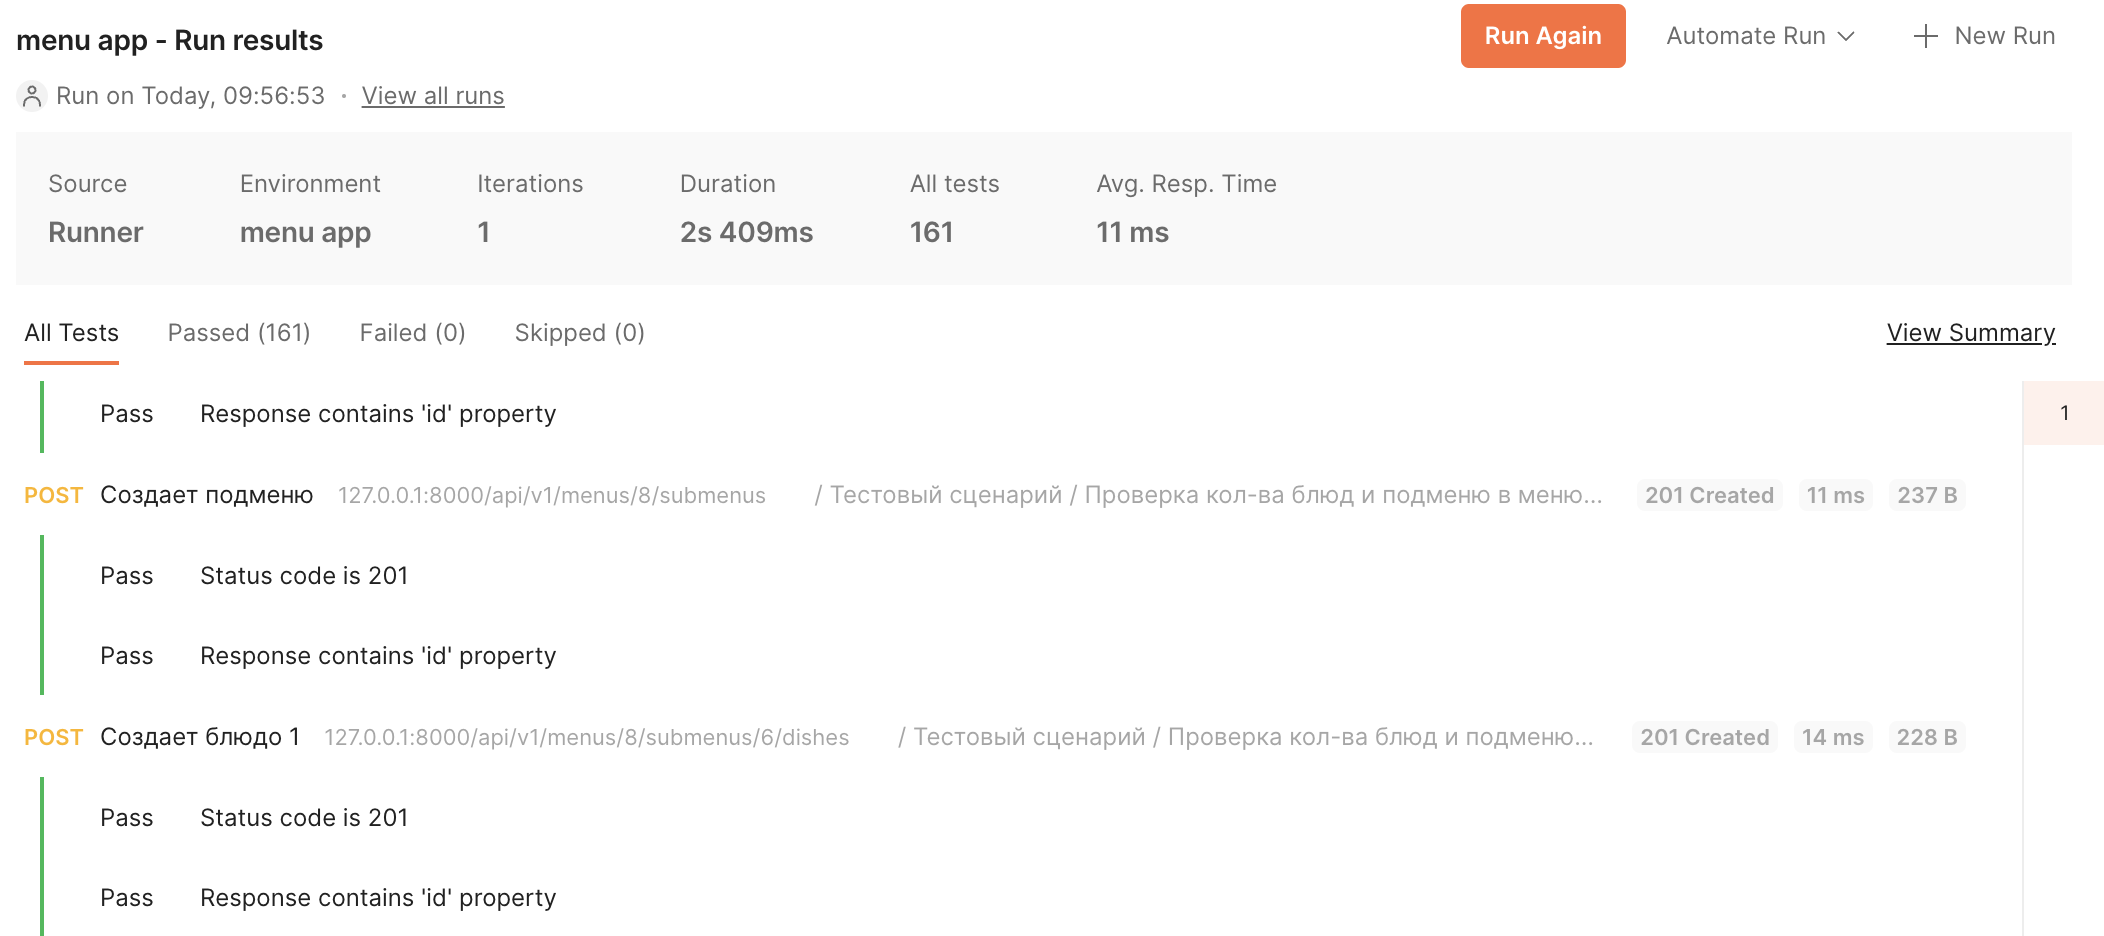 menu app - Run results
Run Again
Automate Run
New Run
Run on Today, 09:56:53 · View all runs
Source Environment Iterations Duration All tests Avg. Resp. Time
Runner menu app 1 2s 409ms 161 11 ms
All Tests Passed (161) Failed (0) Skipped (0) View Summary
Pass Response contains 'id' property 1
POST Создает подменю 127.0.0.1:8000/api/v1/menus/8/submenus / Тестовый сценарий / Проверка кол-ва блюд и подменю в меню... 201 Created 11 ms 237 B
Pass Status code is 201
Pass Response contains 'id' property
POST Создает блюдо 1 127.0.0.1:8000/api/v1/menus/8/submenus/6/dishes / Тестовый сценарий / Проверка кол-ва блюд и подменю... 201 Created 14 ms 228 B
Pass Status code is 201
Pass Response contains 'id' property